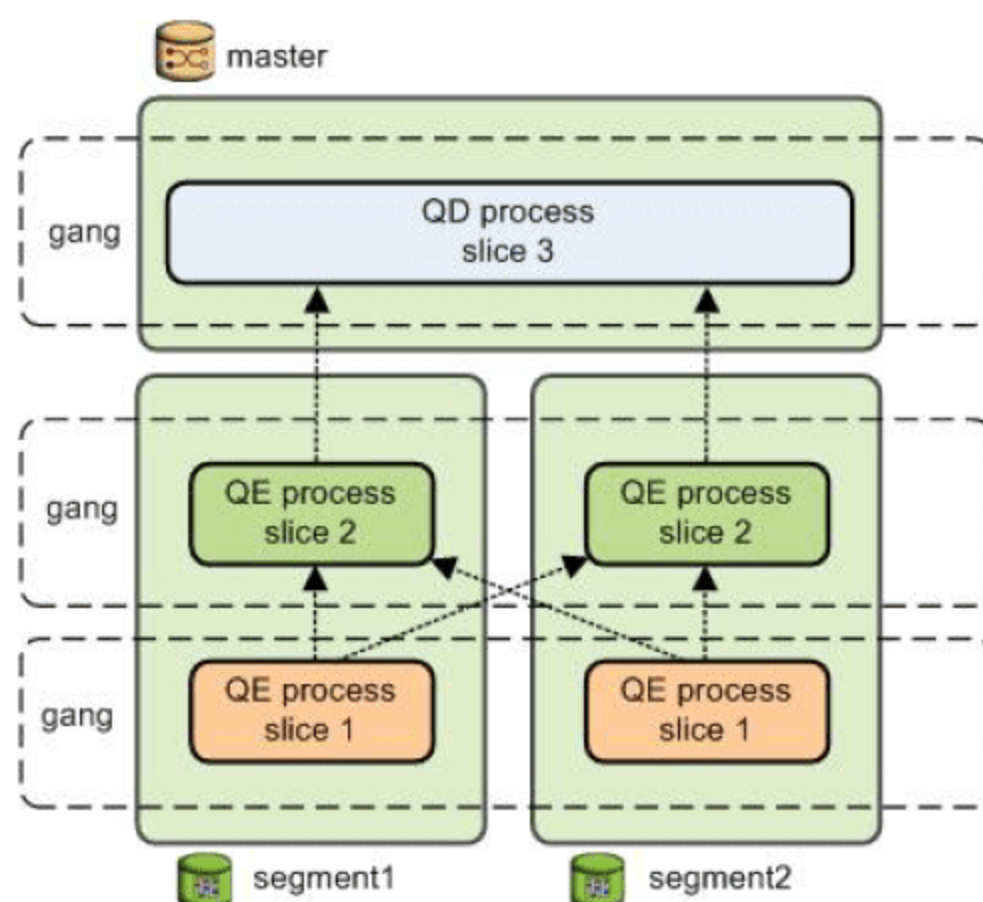 master
gang
QD process
slice 3
gang
QE process
slice 2
QE process
slice 2
gang
QE process
slice 1
QE process
slice 1
segment1
segment2